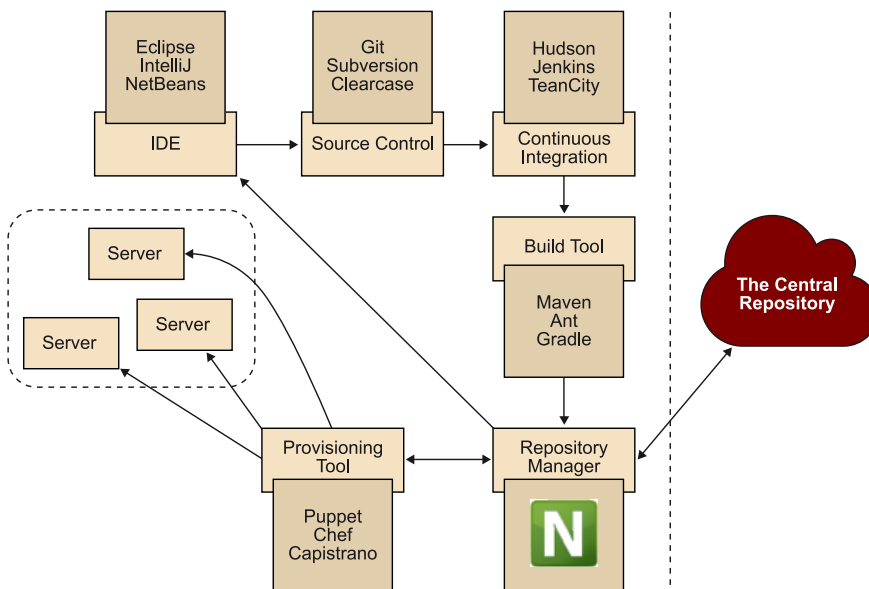 Eclipse
IntelliJ
NetBeans
IDE
Git
Subversion
Clearcase
Source Control
Hudson
Jenkins
TeanCity
Continuous
Integration
Build Tool
Maven
Ant
Gradle
Server
Server
Server
The Central
Repository
Provisioning
Tool
Puppet
Chef
Capistrano
Repository
Manager
N